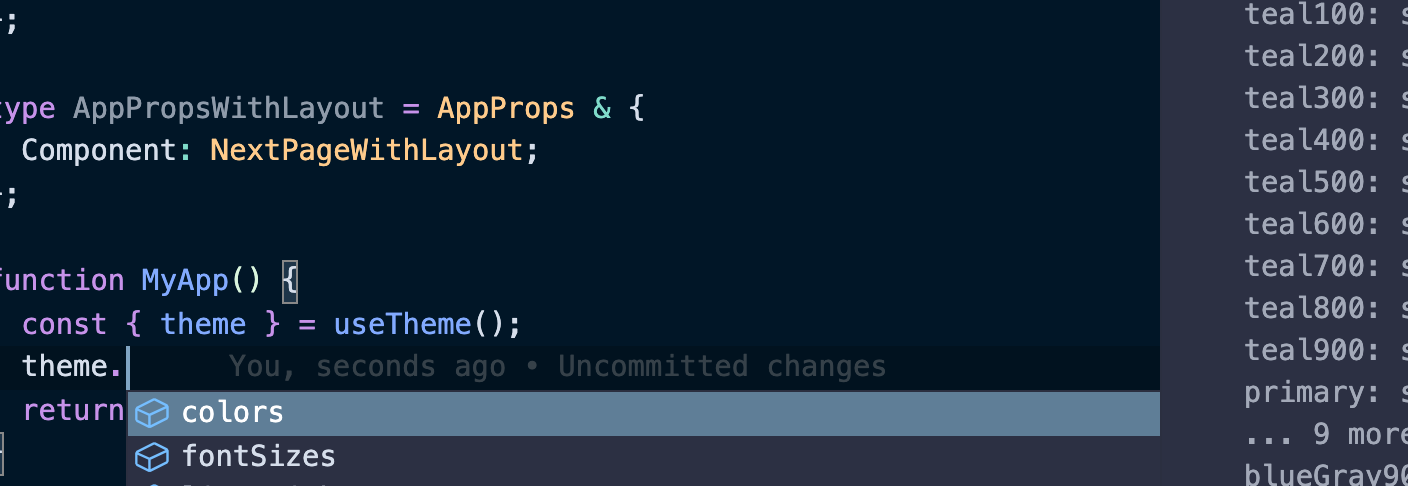 };
type AppPropsWithLayout = AppProps & {
Component: NextPageWithLayout;
};
function MyApp() {
const { theme } = useTheme();
theme. You, seconds ago • Uncommitted changes
return
colors
fontSizes
teal100: s
teal200: s
teal300: s
teal400: s
teal500: s
teal600: s
teal700: s
teal800: s
teal900: s
primary: s
... 9 more
blueGray90